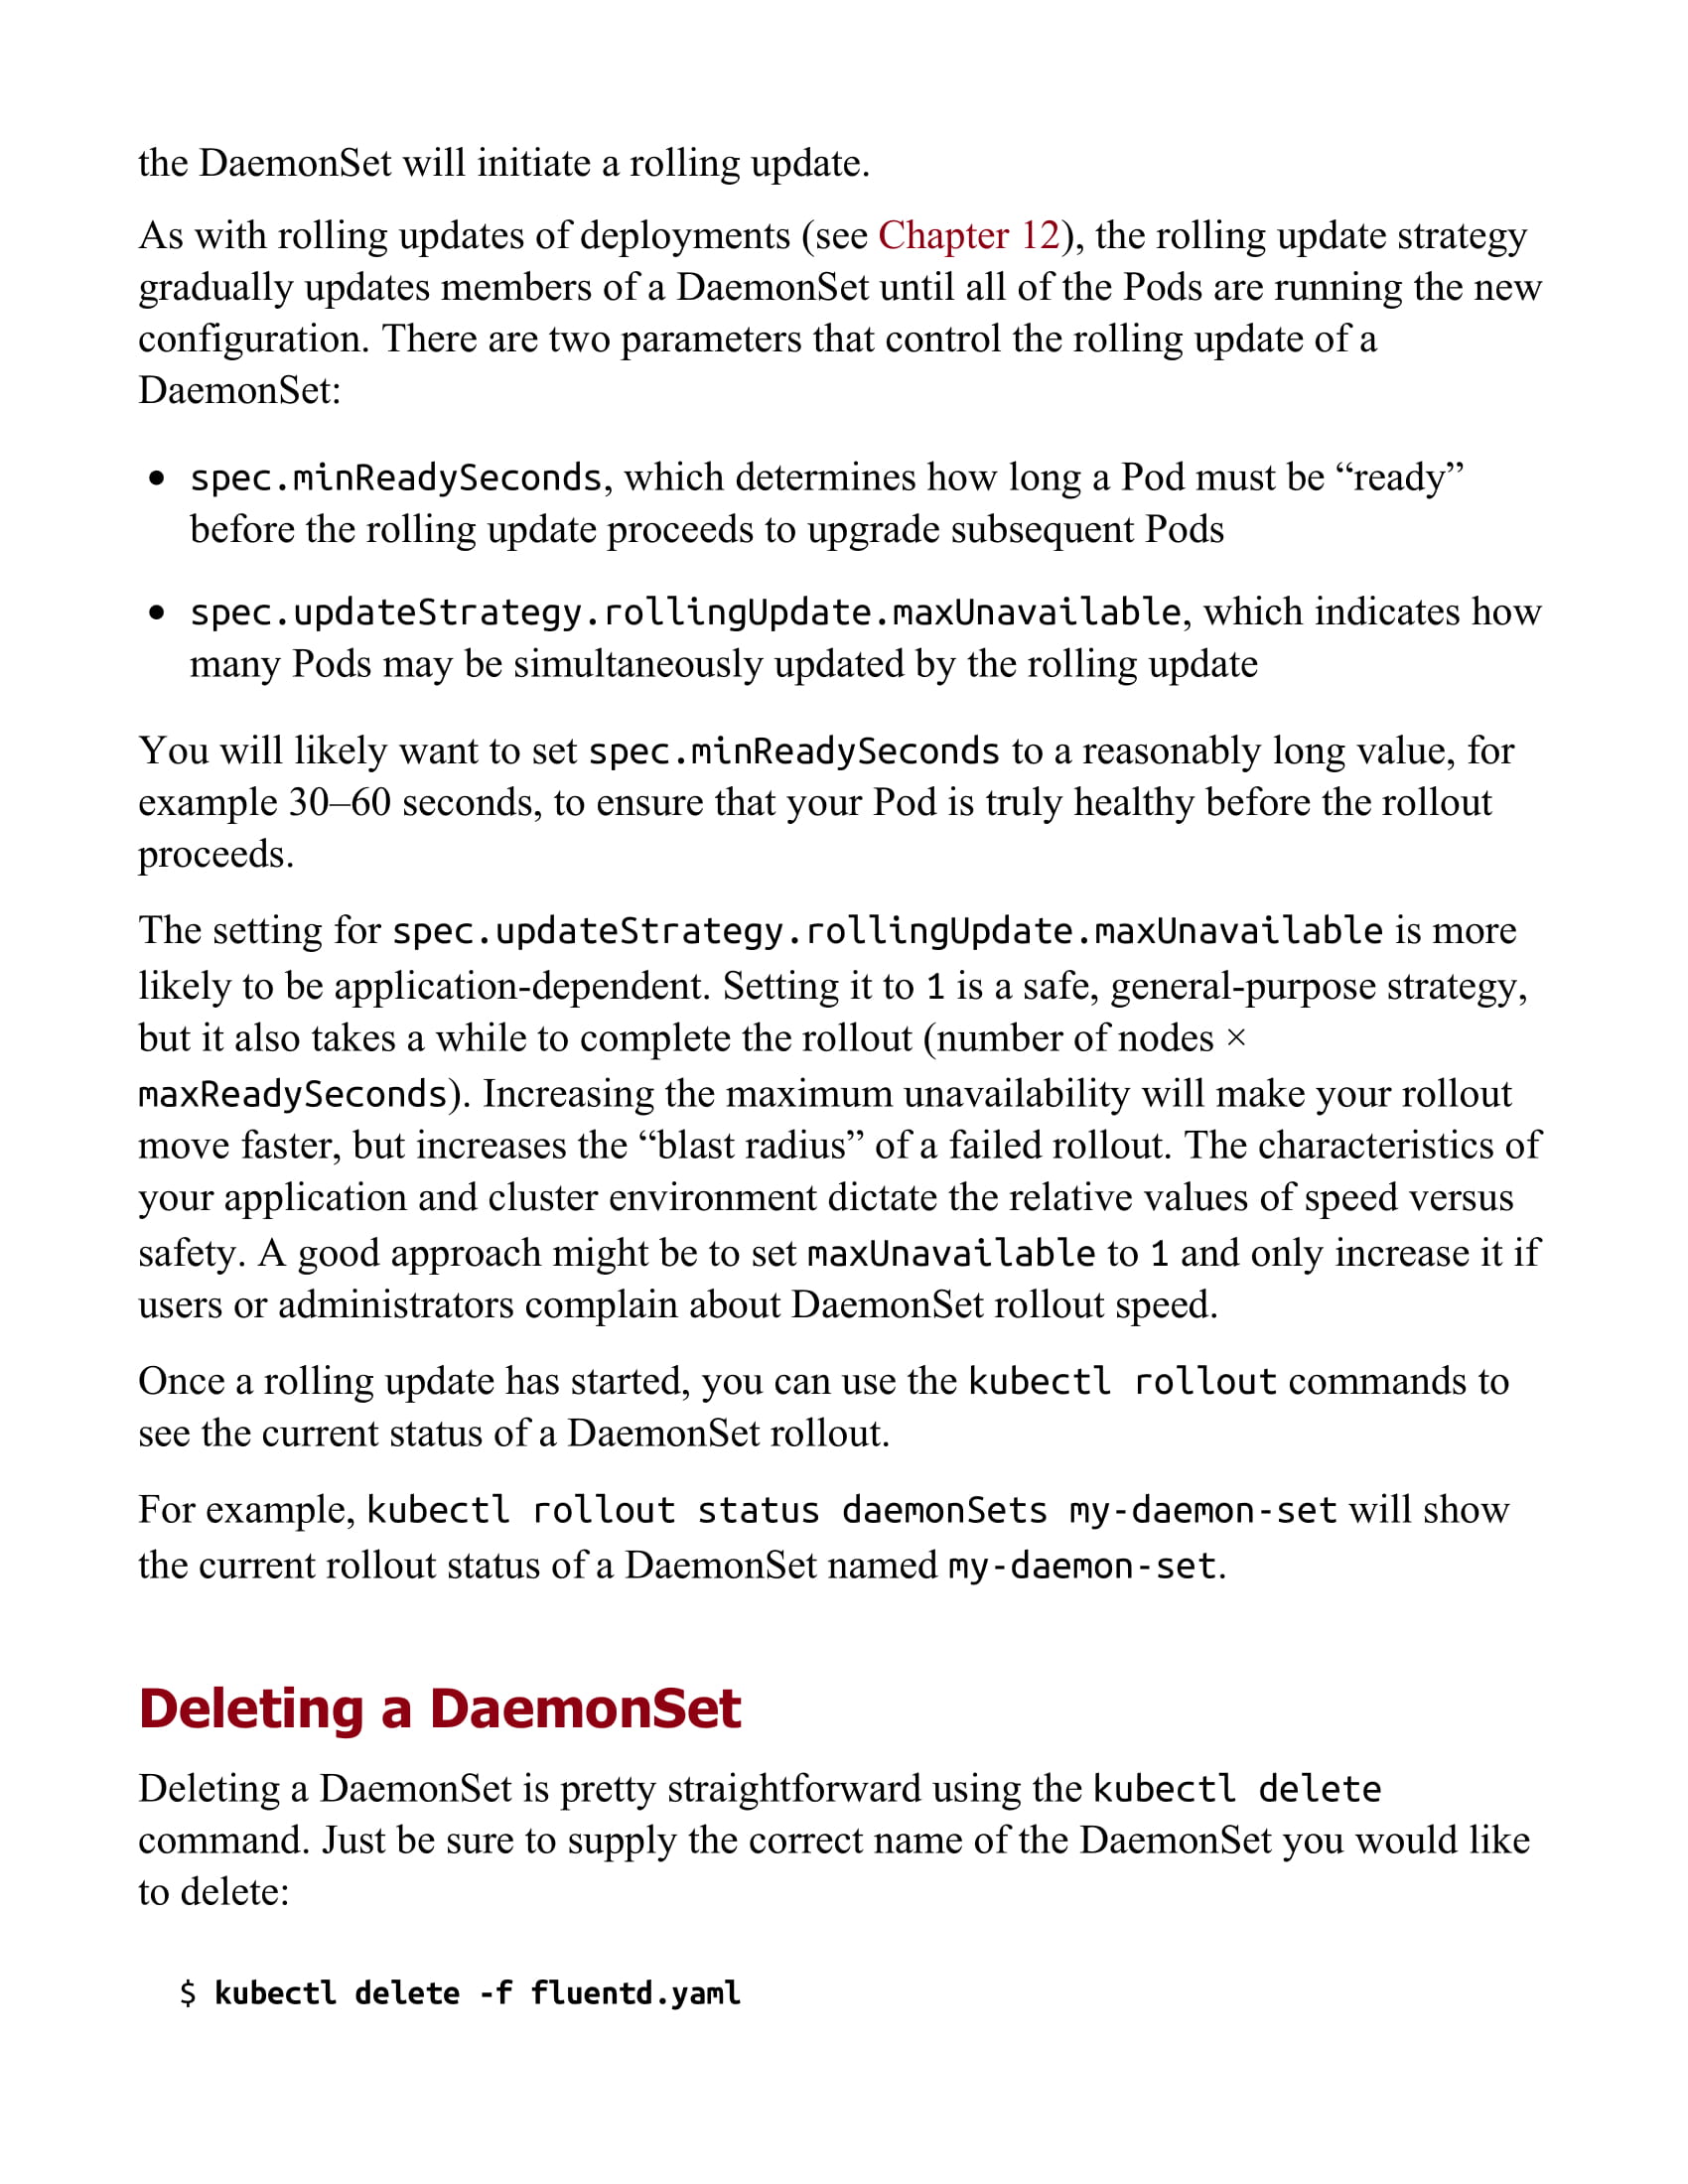 the DaemonSet will initiate a rolling update.
As with rolling updates of deployments (see Chapter 12), the rolling update strategy
gradually updates members of a DaemonSet until all of the Pods are running the new
configuration. There are two parameters that control the rolling update of a
DaemonSet:
• spec.minReadySeconds, which determines how long a Pod must be “ready”
before the rolling update proceeds to upgrade subsequent Pods
• spec.updateStrategy.rollingUpdate.maxUnavailable, which indicates how
many Pods may be simultaneously updated by the rolling update
You will likely want to set spec.minReadySeconds to a reasonably long value, for
example 30–60 seconds, to ensure that your Pod is truly healthy before the rollout
proceeds.
The setting for spec.updateStrategy.rollingUpdate.maxUnavailable is more
likely to be application-dependent. Setting it to 1 is a safe, general-purpose strategy,
but it also takes a while to complete the rollout (number of nodes ×
maxReadySeconds). Increasing the maximum unavailability will make your rollout
move faster, but increases the “blast radius” of a failed rollout. The characteristics of
your application and cluster environment dictate the relative values of speed versus
safety. A good approach might be to set maxUnavailable to 1 and only increase it if
users or administrators complain about DaemonSet rollout speed.
Once a rolling update has started, you can use the kubectl rollout commands to
see the current status of a DaemonSet rollout.
For example, kubectl rollout status daemonSets my-daemon-set will show
the current rollout status of a DaemonSet named my-daemon-set.
Deleting a DaemonSet
Deleting a DaemonSet is pretty straightforward using the kubectl delete
command. Just be sure to supply the correct name of the DaemonSet you would like
to delete:
$ kubectl delete -f fluentd.yaml